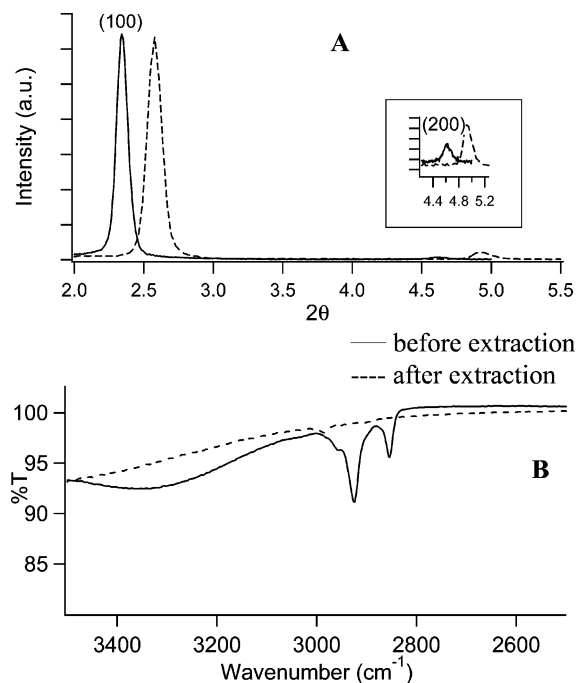 (100)
A
Intensity (a.u.)
(200)
4.4 4.8 5.2
2.0 2.5 3.0 3.5 4.0 4.5 5.0 5.5
2θ
before extraction
after extraction
100
95
90
85
%T
B
3400 3200 3000 2800 2600
Wavenumber (cm⁻¹)